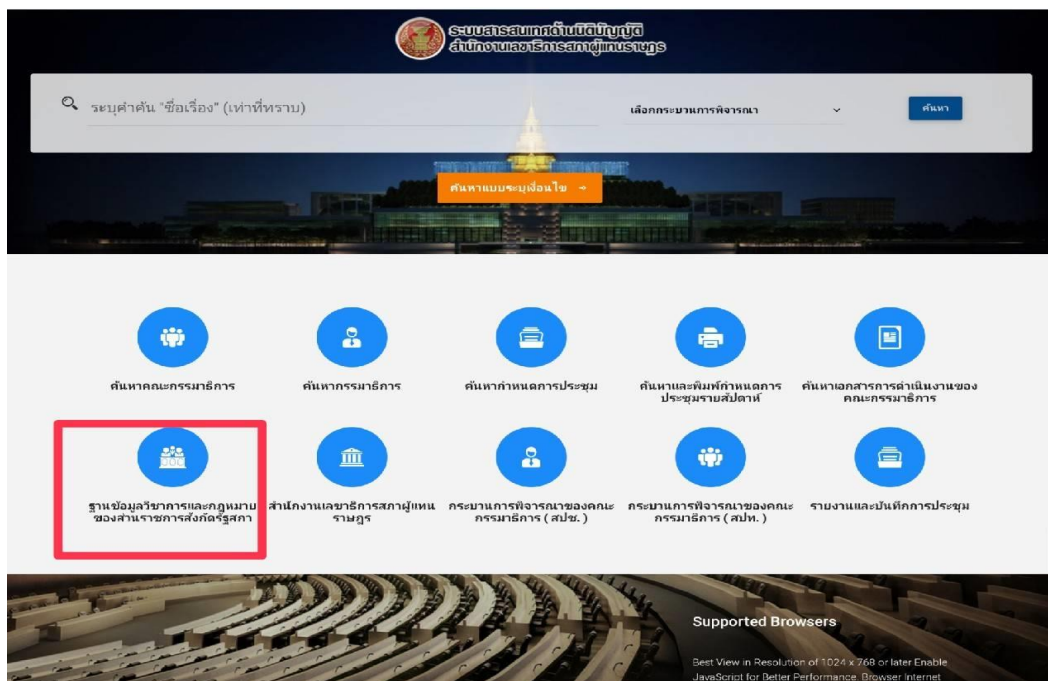 ระบบสารสนเทศด้านนิติบัญญัติ
สำนักงานเลขาธิการสภาผู้แทนราษฎร
ระบุคำค้น "ชื่อเรื่อง" (เท่าที่ทราบ)
เลือกกระบวนการพิจารณา
ค้นหา
ค้นหาแบบระบุเงื่อนไข →
ค้นหาคณะกรรมาธิการ
ค้นหากรรมาธิการ
ค้นหากำหนดการประชุม
ค้นหาและพิมพ์กำหนดการ
ประชุมรายสัปดาห์
ค้นหาเอกสารการดำเนินงานของ
คณะกรรมาธิการ
ฐานข้อมูลวิชาการและกฎหมาย
ของส่วนราชการสังกัดรัฐสภา
สำนักงานเลขาธิการสภาผู้แทน
ราษฎร
กระบวนการพิจารณาของคณะ
กรรมาธิการ ( สปช. )
กระบวนการพิจารณาของคณะ
กรรมาธิการ ( สปท. )
รายงานและบันทึกการประชุม
Supported Browsers
Best View in Resolution of 1024 x 768 or later Enable
JavaScript for Better Performance. Browser Internet